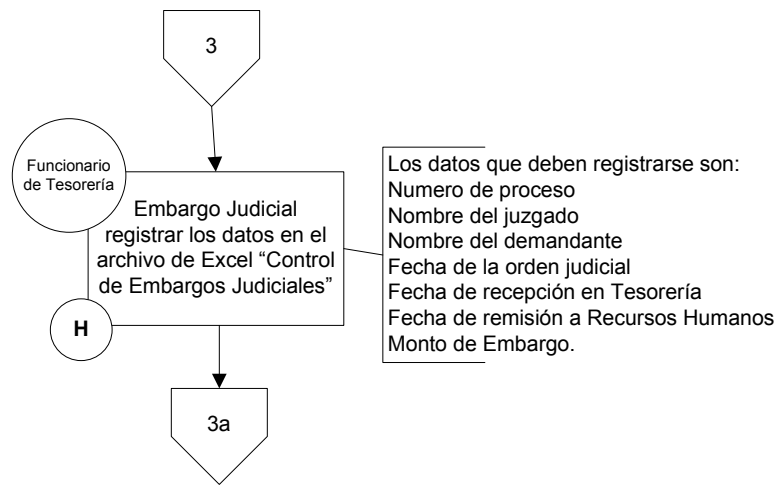 3
Funcionario
de Tesorería
Embargo Judicial
registrar los datos en el
archivo de Excel “Control
de Embargos Judiciales”
H
Los datos que deben registrarse son:
Numero de proceso
Nombre del juzgado
Nombre del demandante
Fecha de la orden judicial
Fecha de recepción en Tesorería
Fecha de remisión a Recursos Humanos
Monto de Embargo.
3a